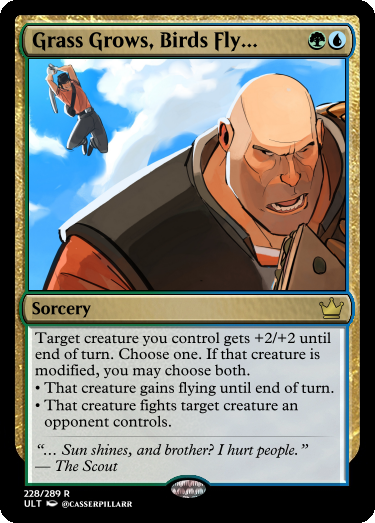 Grass Grows, Birds Fly...
Sorcery
Target creature you control gets +2/+2 until
end of turn. Choose one. If that creature is
modified, you may choose both.
• That creature gains flying until end of turn.
• That creature fights target creature an
opponent controls.
“... Sun shines, and brother? I hurt people.”
— The Scout
228/289 R
ULT @CASSERPILLARR